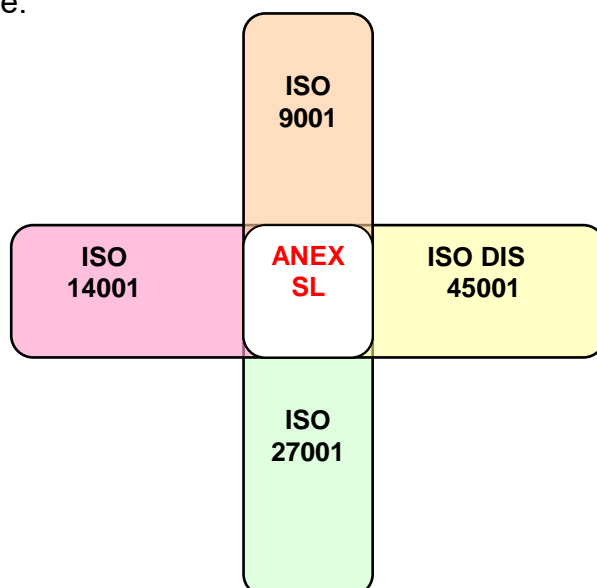 e.
ISO
9001
ISO
14001
ANEX
SL
ISO DIS
45001
ISO
27001